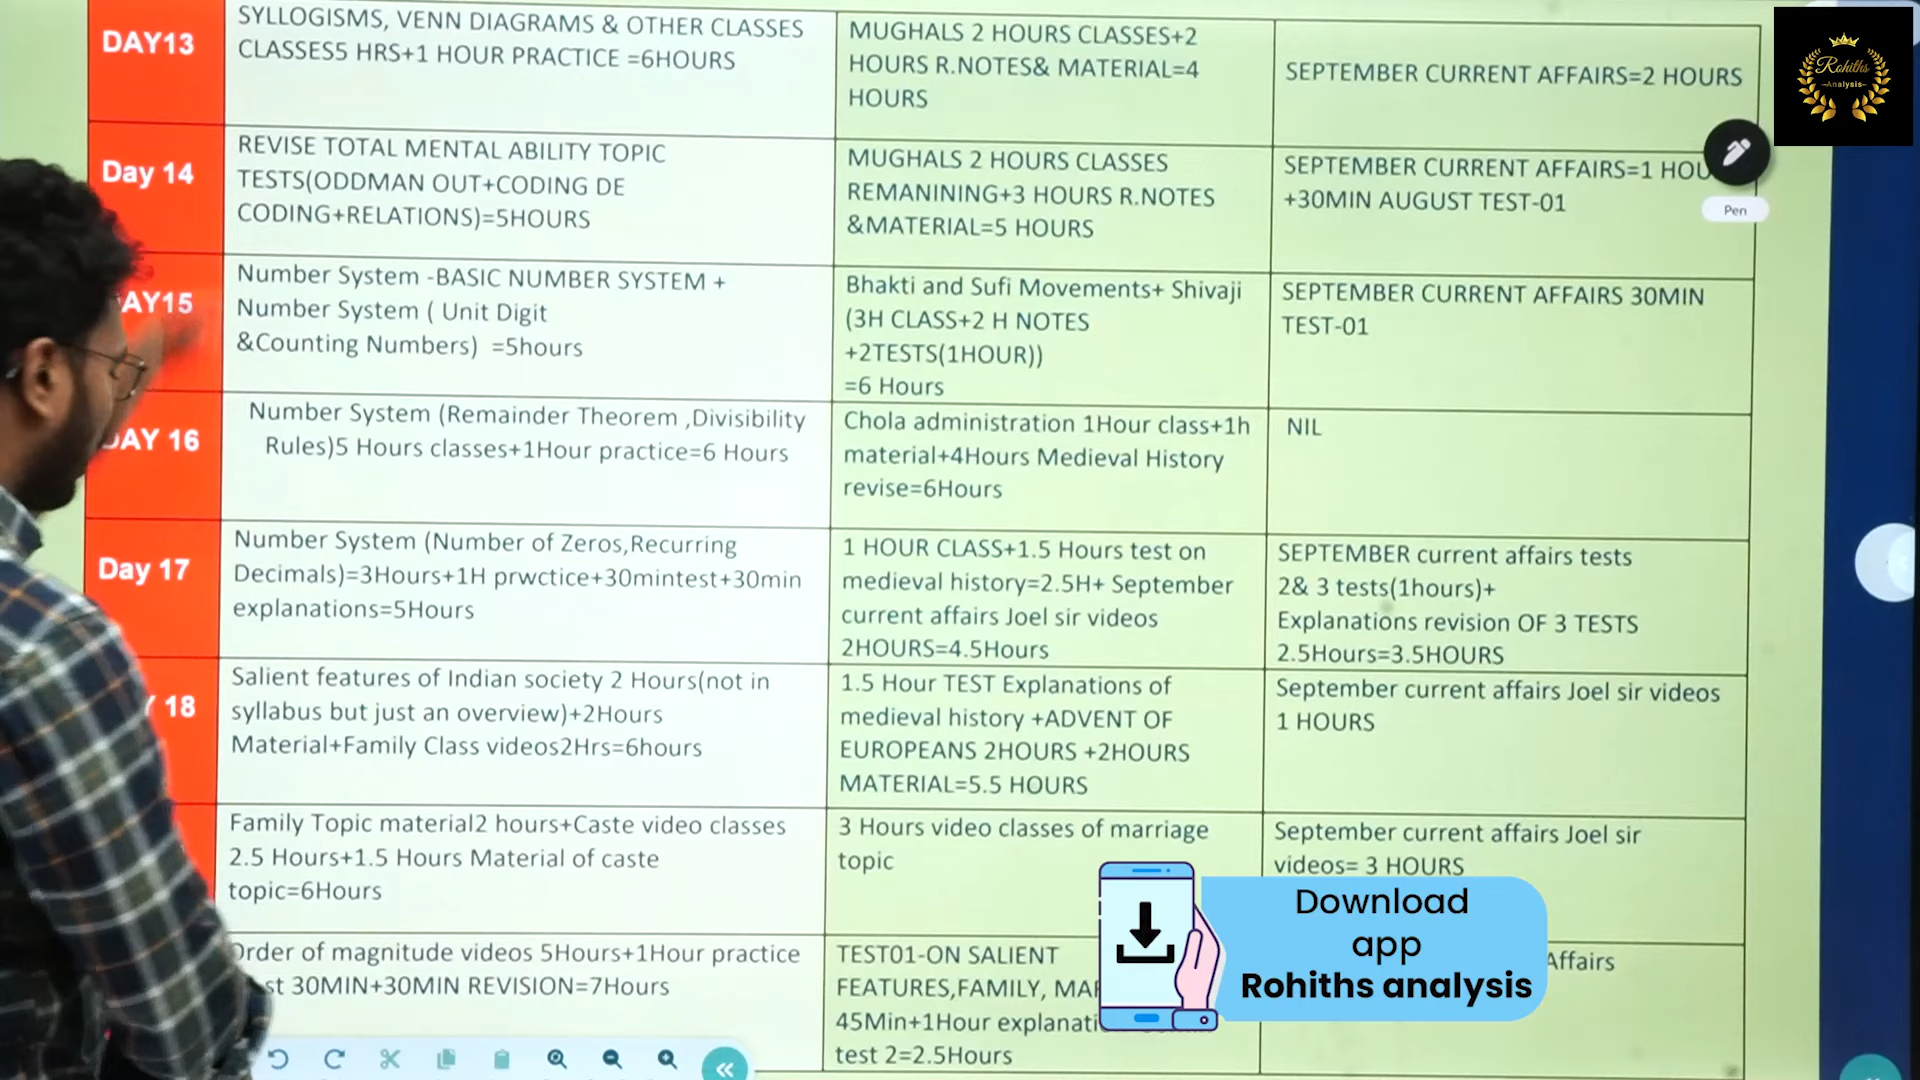 DAY13
SYLLOGISMS, VENN DIAGRAMS & OTHER CLASSES
CLASSES5 HRS+1 HOUR PRACTICE =6HOURS
MUGHALS 2 HOURS CLASSES+2
HOURS R.NOTES& MATERIAL=4
HOURS
SEPTEMBER CURRENT AFFAIRS=2 HOURS
Rohiths
Analysis
Day 14
REVISE TOTAL MENTAL ABILITY TOPIC
TESTS(ODDMAN OUT+CODING DE
CODING+RELATIONS)=5HOURS
MUGHALS 2 HOURS CLASSES
REMANINING+3 HOURS R.NOTES
&MATERIAL=5 HOURS
SEPTEMBER CURRENT AFFAIRS=1 HOU
+30MIN AUGUST TEST-01
Pen
AY15
Number System -BASIC NUMBER SYSTEM +
Number System ( Unit Digit
&Counting Numbers) =5hours
Bhakti and Sufi Movements+ Shivaji
(3H CLASS+2 H NOTES
+2TESTS(1HOUR))
=6 Hours
SEPTEMBER CURRENT AFFAIRS 30MIN
TEST-01
DAY 16
Number System (Remainder Theorem ,Divisibility
Rules)5 Hours classes+1Hour practice=6 Hours
Chola administration 1Hour class+1h
material+4Hours Medieval History
revise=6Hours
NIL
Day 17
Number System (Number of Zeros,Recurring
Decimals)=3Hours+1H prwctice+30mintest+30min
explanations=5Hours
1 HOUR CLASS+1.5 Hours test on
medieval history=2.5H+ September
current affairs Joel sir videos
2HOURS=4.5Hours
SEPTEMBER current affairs tests
2& 3 tests(1hours)+
Explanations revision OF 3 TESTS
2.5Hours=3.5HOURS
18
Salient features of Indian society 2 Hours(not in
syllabus but just an overview)+2Hours
Material+Family Class videos2Hrs=6hours
1.5 Hour TEST Explanations of
medieval history +ADVENT OF
EUROPEANS 2HOURS +2HOURS
MATERIAL=5.5 HOURS
September current affairs Joel sir videos
1 HOURS
Family Topic material2 hours+Caste video classes
2.5 Hours+1.5 Hours Material of caste
topic=6Hours
3 Hours video classes of marriage
topic
September current affairs Joel sir
videos= 3 HOURS
Order of magnitude videos 5Hours+1Hour practice
st 30MIN+30MIN REVISION=7Hours
TEST01-ON SALIENT
FEATURES,FAMILY, MA
45Min+1Hour explanati
test 2=2.5Hours
Affairs
Download
app
Rohiths analysis